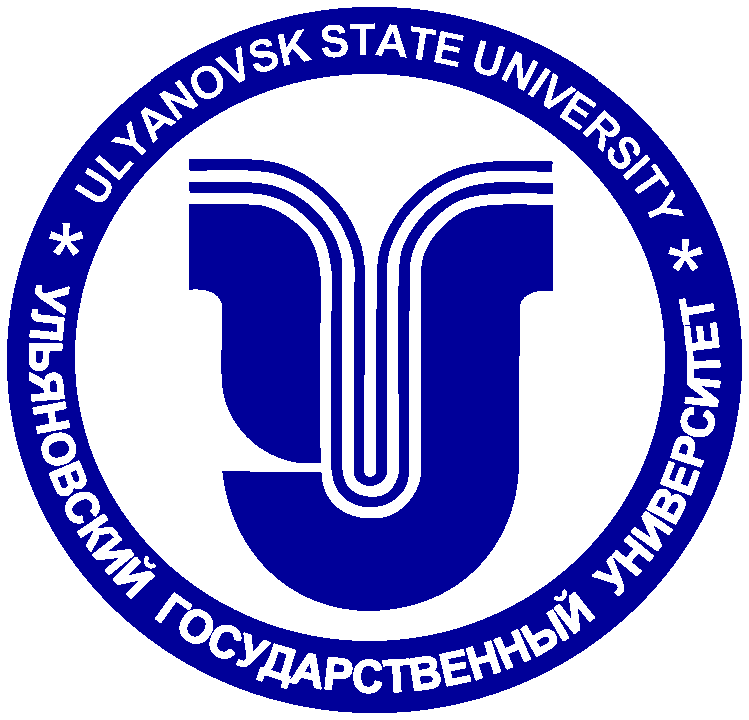 * ULYANOVSK STATE UNIVERSITY *
УЛЬЯНОВСКИЙ ГОСУДАРСТВЕННЫЙ УНИВЕРСИТЕТ